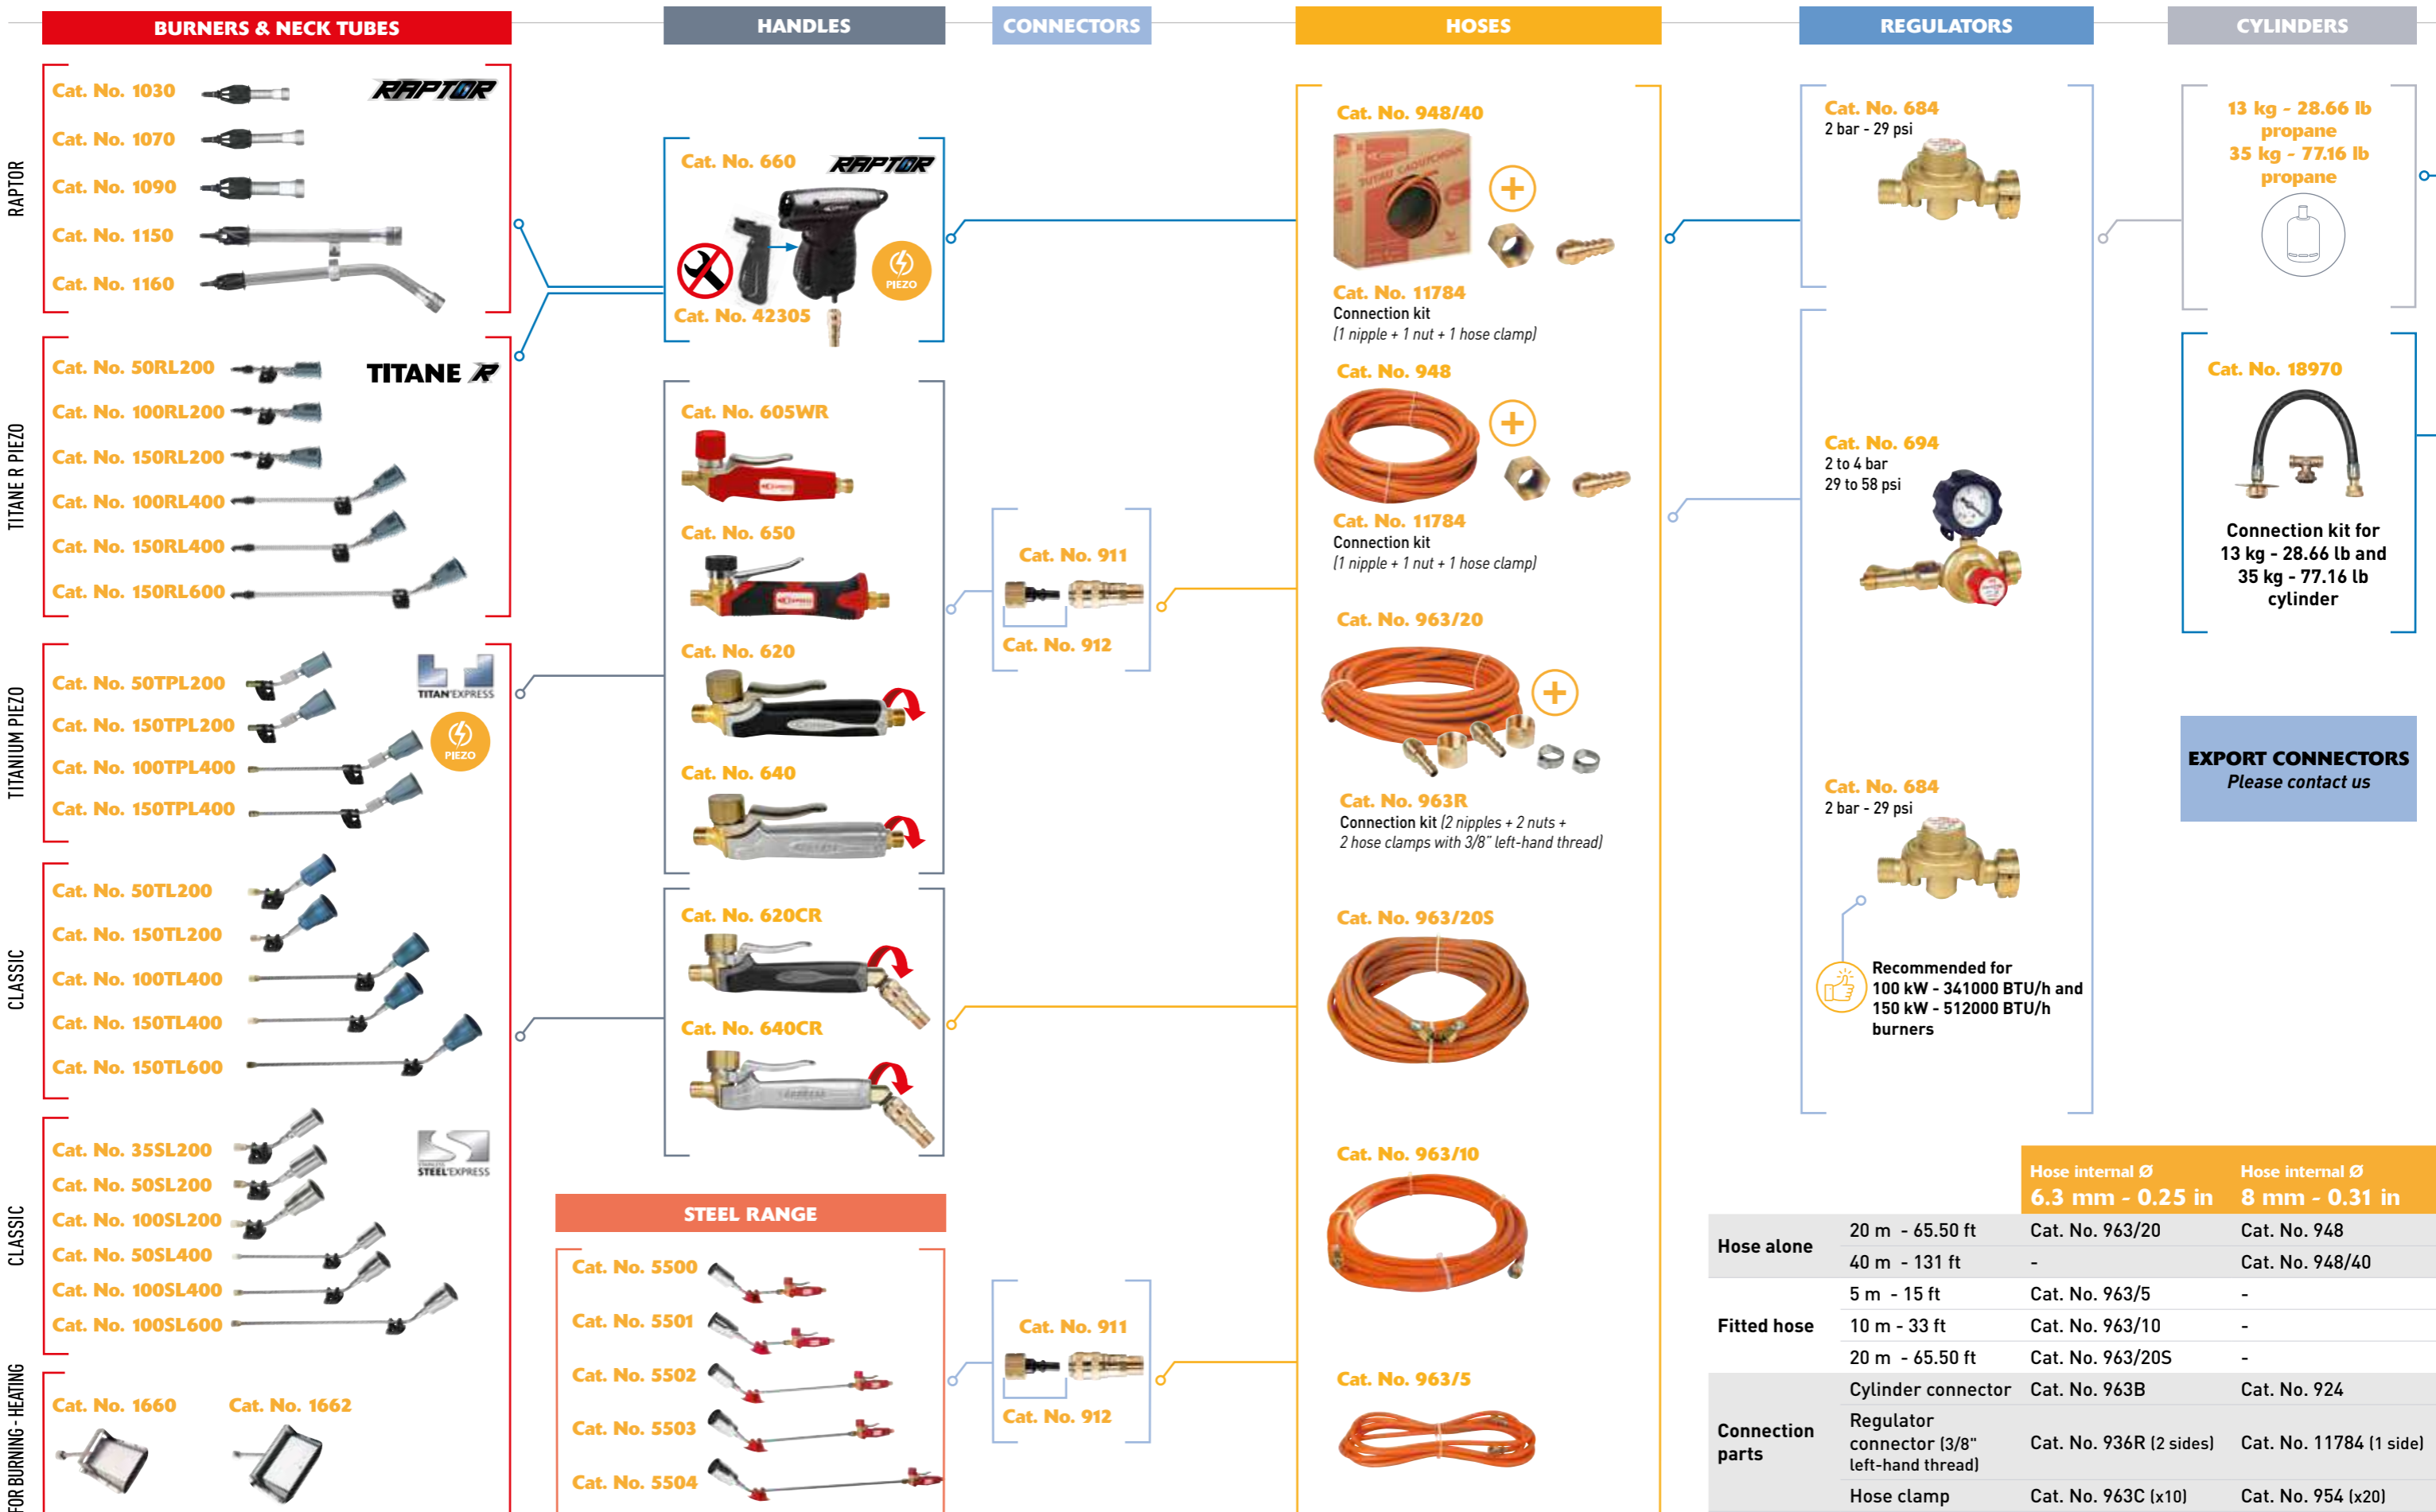 BURNERS & NECK TUBES
HANDLES
CONNECTORS
HOSES
REGULATORS
CYLINDERS
RAPTOR
Cat. No. 1030
RAPTOR
Cat. No. 1070
Cat. No. 1090
Cat. No. 1150
Cat. No. 1160
TITANE R PIEZO
Cat. No. 50RL200
TITANE R
Cat. No. 100RL200
Cat. No. 150RL200
Cat. No. 100RL400
Cat. No. 150RL400
Cat. No. 150RL600
TITANIUM PIEZO
Cat. No. 50TPL200
TITAN'EXPRESS
Cat. No. 150TPL200
PIEZO
Cat. No. 100TPL400
Cat. No. 150TPL400
CLASSIC
Cat. No. 50TL200
Cat. No. 150TL200
Cat. No. 100TL400
Cat. No. 150TL400
Cat. No. 150TL600
CLASSIC
Cat. No. 35SL200
STEEL'EXPRESS
Cat. No. 50SL200
Cat. No. 100SL200
Cat. No. 50SL400
Cat. No. 100SL400
Cat. No. 100SL600
FOR BURNING - HEATING
Cat. No. 1660
Cat. No. 1662
Cat. No. 660
RAPTOR
PIEZO
Cat. No. 42305
Cat. No. 605WR
Cat. No. 650
Cat. No. 620
Cat. No. 640
Cat. No. 620CR
Cat. No. 640CR
STEEL RANGE
Cat. No. 5500
Cat. No. 5501
Cat. No. 5502
Cat. No. 5503
Cat. No. 5504
Cat. No. 911
Cat. No. 912
Cat. No. 911
Cat. No. 912
Cat. No. 948/40
TUYAU CAOUTCHOUC
Cat. No. 11784
Connection kit
(1 nipple + 1 nut + 1 hose clamp)
Cat. No. 948
Cat. No. 11784
Connection kit
(1 nipple + 1 nut + 1 hose clamp)
Cat. No. 963/20
Cat. No. 963R
Connection kit (2 nipples + 2 nuts +
2 hose clamps with 3/8" left-hand thread)
Cat. No. 963/20S
Cat. No. 963/10
Cat. No. 963/5
Cat. No. 684
2 bar - 29 psi
Cat. No. 694
2 to 4 bar
29 to 58 psi
Cat. No. 684
2 bar - 29 psi
Recommended for
100 kW - 341000 BTU/h and
150 kW - 512000 BTU/h
burners
13 kg - 28.66 lb
propane
35 kg - 77.16 lb
propane
Cat. No. 18970
Connection kit for
13 kg - 28.66 lb and
35 kg - 77.16 lb
cylinder
EXPORT CONNECTORS
Please contact us
Hose internal Ø
6.3 mm - 0.25 in
Hose internal Ø
8 mm - 0.31 in
Hose alone
20 m - 65.50 ft Cat. No. 963/20 Cat. No. 948
40 m - 131 ft - Cat. No. 948/40
Fitted hose
5 m - 15 ft Cat. No. 963/5 -
10 m - 33 ft Cat. No. 963/10 -
20 m - 65.50 ft Cat. No. 963/20S -
Connection
parts
Cylinder connector Cat. No. 963B Cat. No. 924
Regulator
connector (3/8"
left-hand thread)
Cat. No. 936R (2 sides) Cat. No. 11784 (1 side)
Hose clamp Cat. No. 963C (x10) Cat. No. 954 (x20)